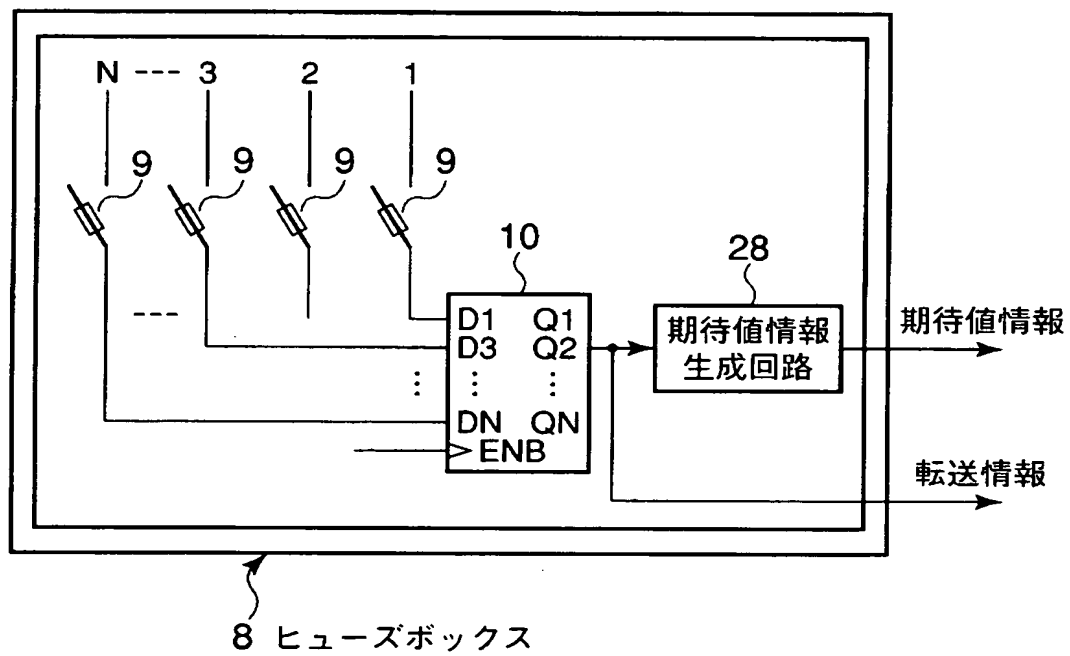 N --- 3 2 1
9 9 9 9
10
28
---
D1 Q1
D3 Q2
⋮ ⋮ ⋮
DN QN
ENB
期待値情報
生成回路
期待値情報
転送情報
8 ヒューズボックス